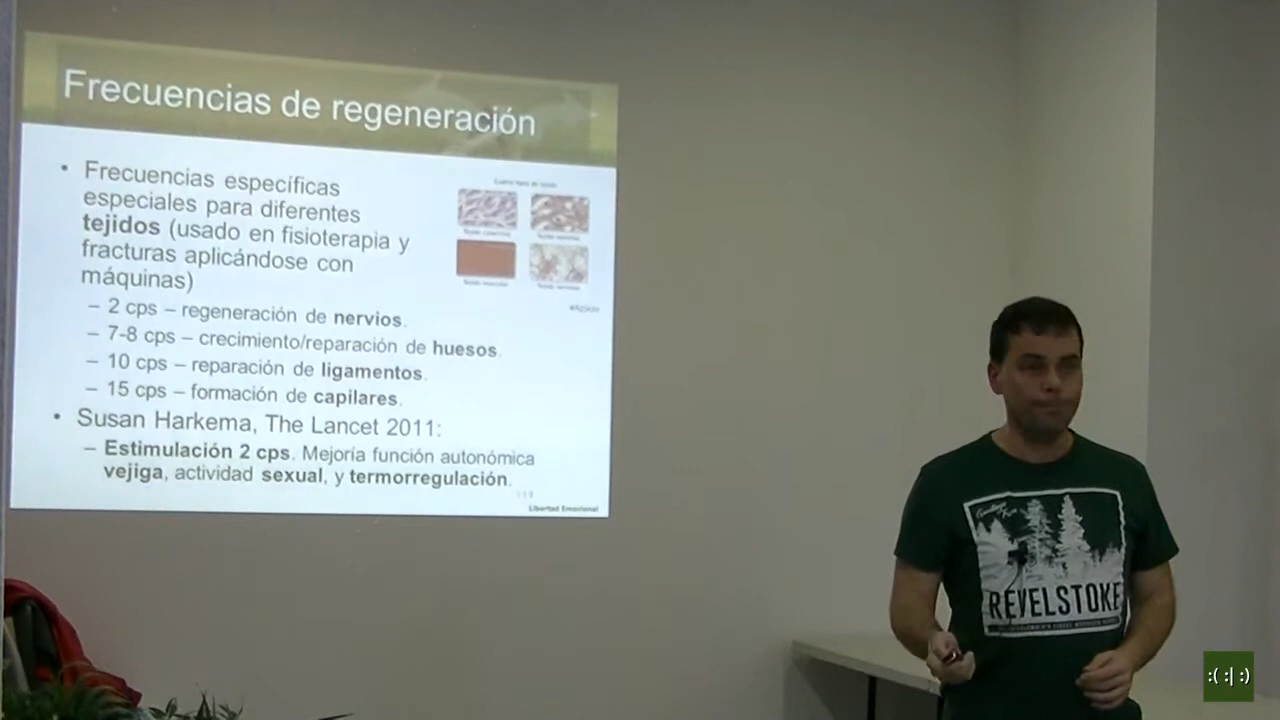 Frecuencias de regeneración
• Frecuencias específicas
especiales para diferentes
tejidos (usado en fisioterapia y
fracturas aplicándose con
máquinas)
– 2 cps – regeneración de nervios.
– 7-8 cps – crecimiento/reparación de huesos.
– 10 cps – reparación de ligamentos.
– 15 cps – formación de capilares.
• Susan Harkema, The Lancet 2011:
– Estimulación 2 cps. Mejoría función autonómica
vejiga, actividad sexual, y termorregulación.
Libertad Emocional
REVELSTOKE
:( :| :)